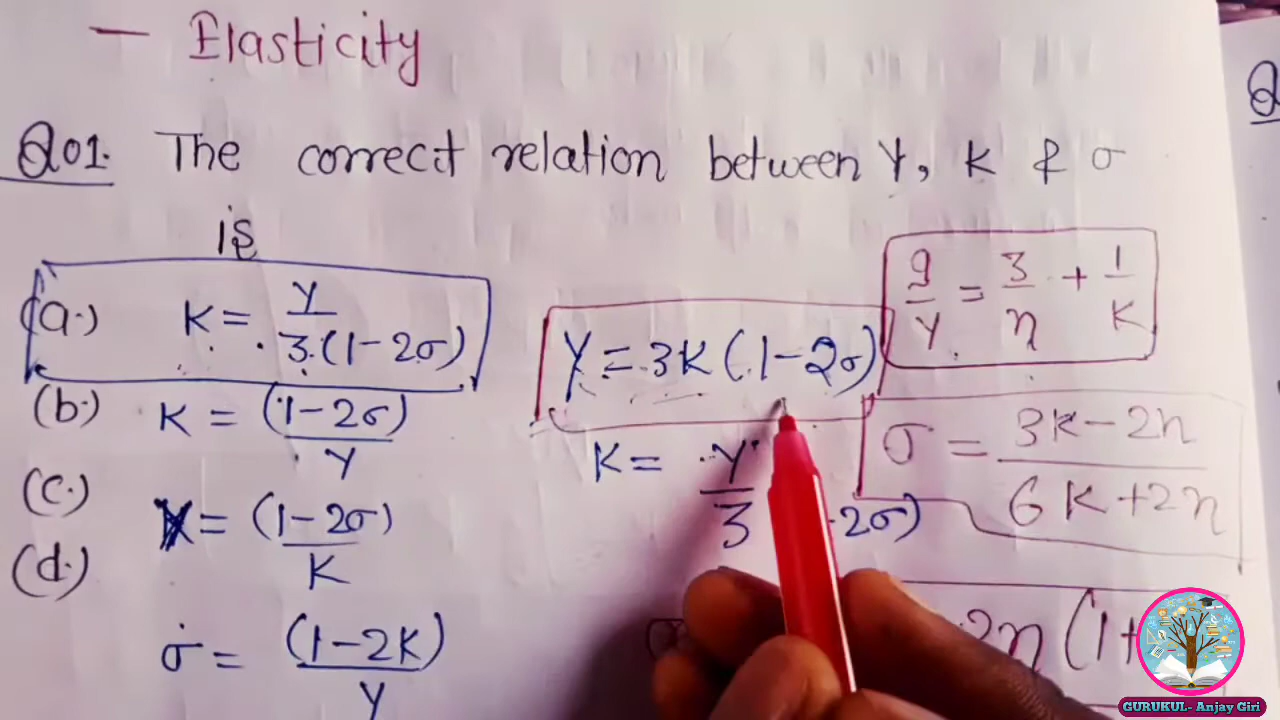 — Elasticity
Q01. The correct relation between Y, K & σ
is
(a.) K = Y / 3(1-2σ)
(b.) K = (1-2σ) / Y
(c.) Y = (1-2σ) / K
(d.) σ = (1-2K) / Y
Y = 3K(1-2σ)
K = Y / 3 -2σ)
9/Y = 3/η + 1/K
σ = 3K-2η / 6K+2η
2η(1+
Q
GURUKUL- Anjay Giri